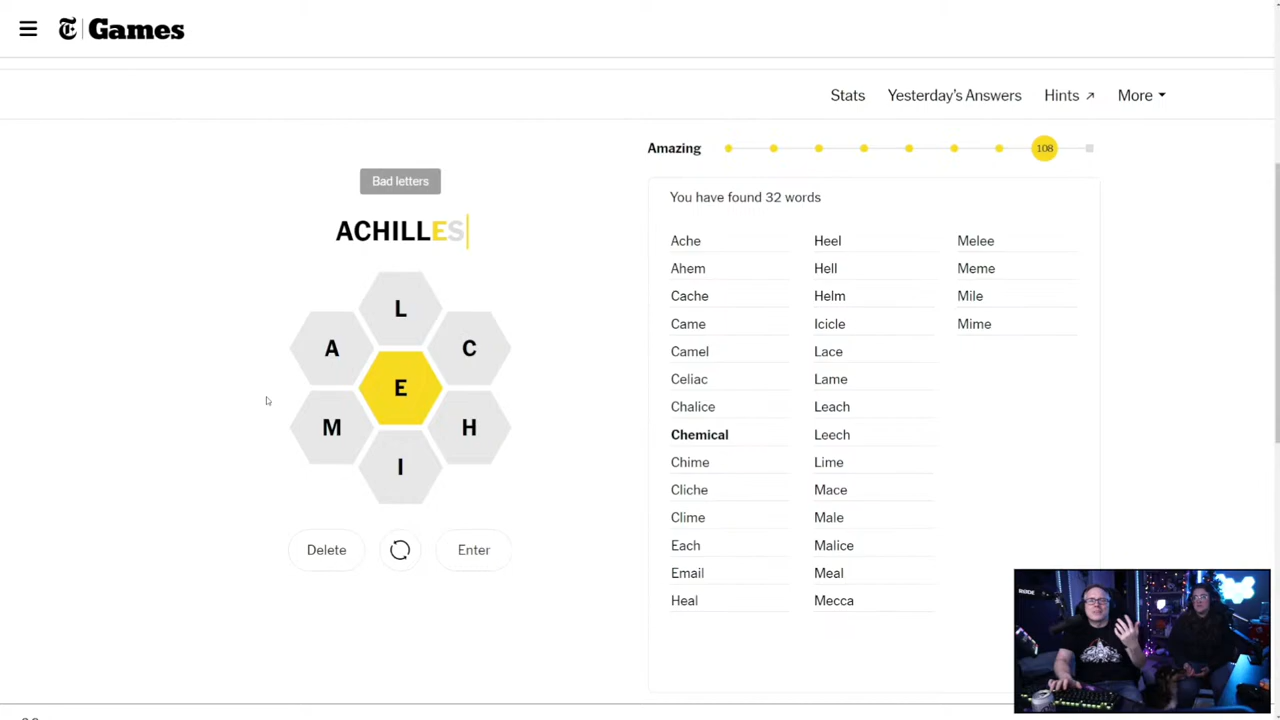 Games
Stats Yesterday's Answers Hints ↗ More
Amazing 108
Bad letters
You have found 32 words
ACHILLES
Ache Heel Melee
Ahem Hell Meme
Cache Helm Mile
Came Icicle Mime
Camel Lace
Celiac Lame
Chalice Leach
Chemical Leech
Chime Lime
Cliche Mace
Clime Male
Each Malice
Email Meal
Heal Mecca
L
A C
E
M H
I
Delete Enter
RØDE